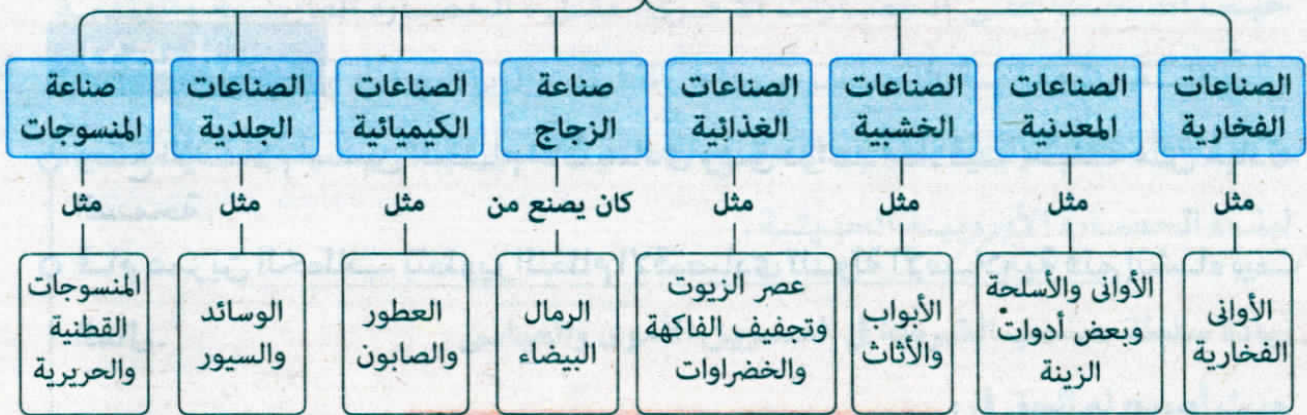 الصناعات
الفخارية
مثل
الأوانى
الفخارية
الصناعات
المعدنية
مثل
الأوانى والأسلحة
وبعض أدوات
الزينة
الصناعات
الخشبية
مثل
الأبواب
والأثاث
الصناعات
الغذائية
مثل
عصر الزيوت
وتجفيف الفاكهة
والخضراوات
صناعة
الزجاج
كان يصنع من
الرمال
البيضاء
الصناعات
الكيميائية
مثل
العطور
والصابون
الصناعات
الجلدية
مثل
الوسائد
والسيور
صناعة
المنسوجات
مثل
المنسوجات
القطنية
والحريرية